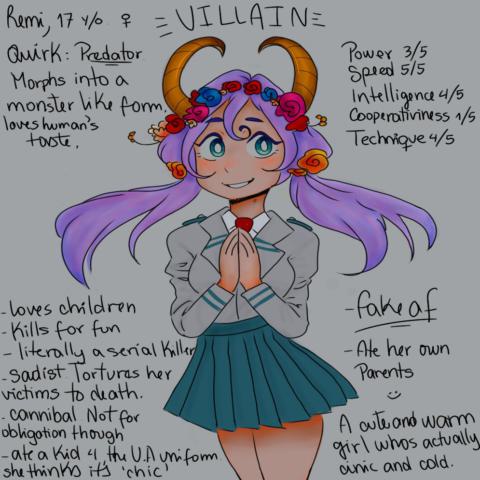 Remi, 17 y/o ♀
VILLAIN
Quirk: Predator
Morphs into a
monster like form.
loves human's
taste.
Power 3/5
Speed 5/5
Intelligence 4/5
Cooperativiness 1/5
Technique 4/5
- loves children
- Kills for fun
- literally a serial Killer
- sadist Tortures her
victims to death.
- cannibal Not for
obligation though
- ate a Kid 4 the U.A uniform
she thinks it's 'chic'
- fake af
- Ate her own
Parents
A cute and warm
girl whos actually
cinic and cold.